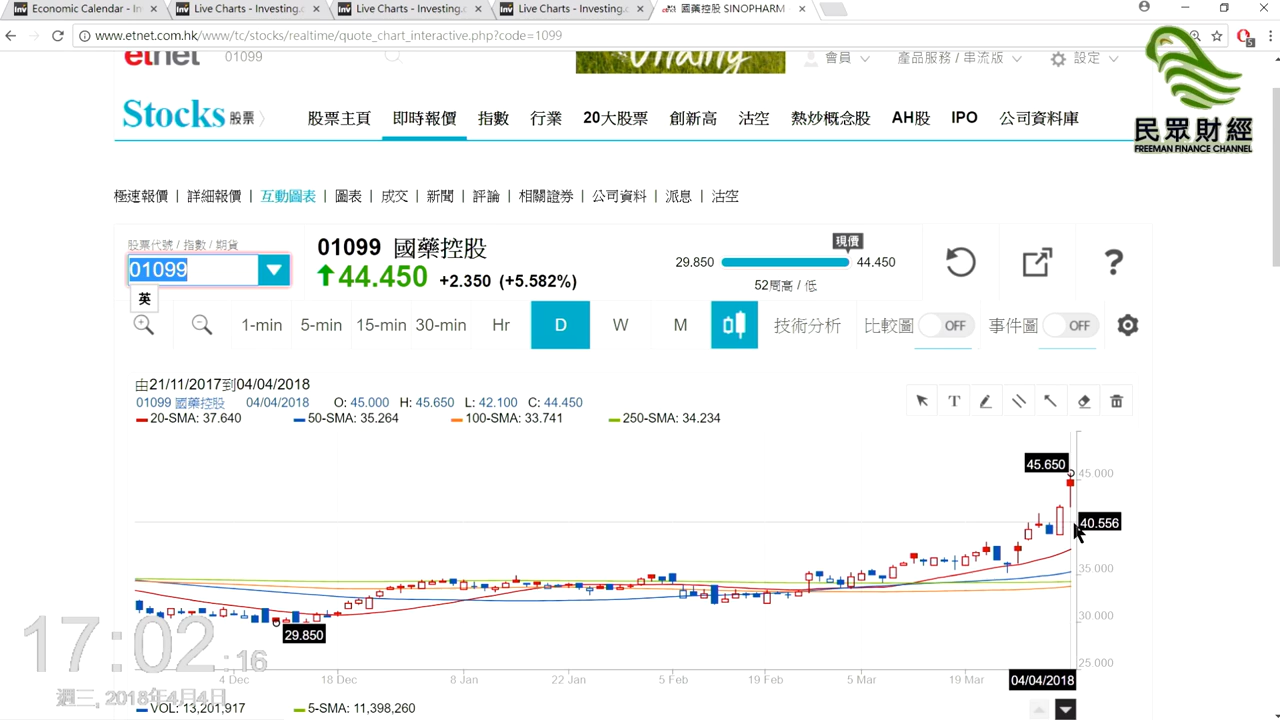 Economic Calendar - In
Live Charts - Investing.c
Live Charts - Investing.c
Live Charts - Investing.c
國藥控股 SINOPHARM
www.etnet.com.hk/www/tc/stocks/realtime/quote_chart_interactive.php?code=1099
etnet
01099
Vitality
會員
產品服務 / 串流版
設定
民眾財經
FREEMAN FINANCE CHANNEL
Stocks 股票
股票主頁 即時報價 指數 行業 20大股票 創新高 沽空 熱炒概念股 AH股 IPO 公司資料庫
極速報價 | 詳細報價 | 互動圖表 | 圖表 | 成交 | 新聞 | 評論 | 相關證券 | 公司資料 | 派息 | 沽空
股票代號 / 指數 / 期貨
01099
英
01099 國藥控股
44.450 +2.350 (+5.582%)
現價
29.850 44.450
52周高 / 低
?
1-min 5-min 15-min 30-min Hr D W M 技術分析 比較圖 OFF 事件圖 OFF
由21/11/2017到04/04/2018
01099 國藥控股 04/04/2018 O: 45.000 H: 45.650 L: 42.100 C: 44.450
20-SMA: 37.640 50-SMA: 35.264 100-SMA: 33.741 250-SMA: 34.234
T
45.650
45.000
40.556
35.000
30.000
29.850
25.000
4 Dec 18 Dec 8 Jan 22 Jan 5 Feb 19 Feb 5 Mar 19 Mar 04/04/2018
17:02:16
週三, 2018年4月4日
VOL: 13,201,917 5-SMA: 11,398,260